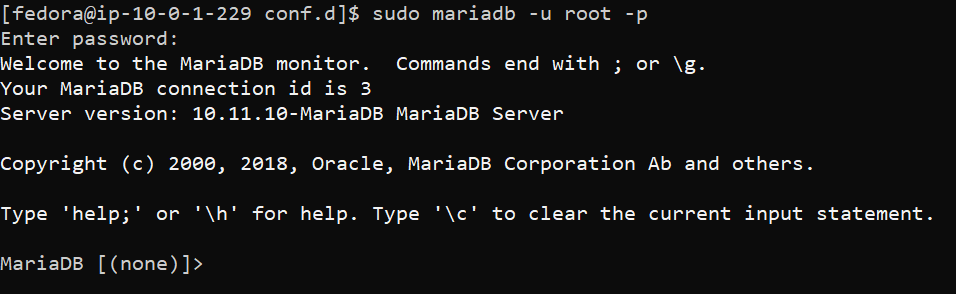 [fedora@ip-10-0-1-229 conf.d]$ sudo mariadb -u root -p
Enter password:
Welcome to the MariaDB monitor.  Commands end with ; or \g.
Your MariaDB connection id is 3
Server version: 10.11.10-MariaDB MariaDB Server
Copyright (c) 2000, 2018, Oracle, MariaDB Corporation Ab and others.
Type 'help;' or '\h' for help. Type '\c' to clear the current input statement.
MariaDB [(none)]>